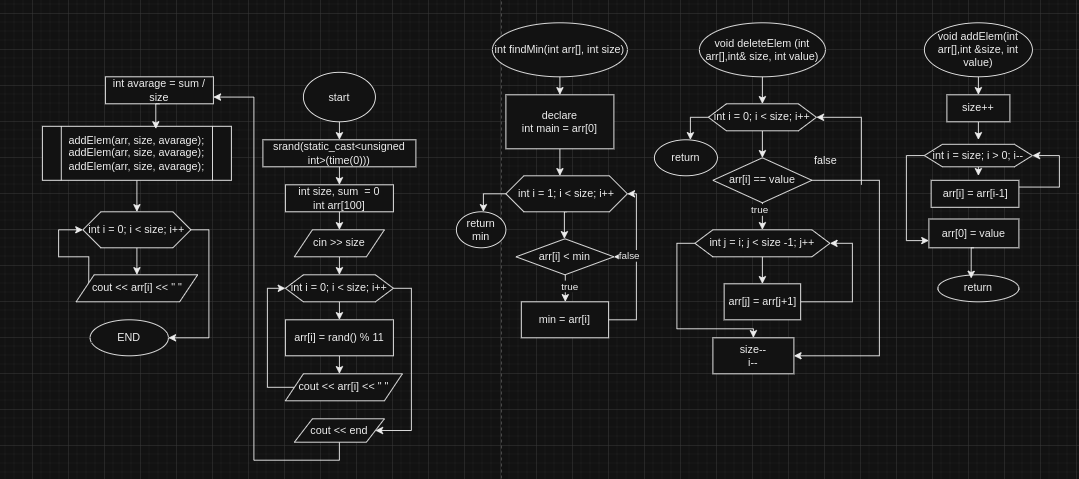 int avarage = sum /
size
addElem(arr, size, avarage);
addElem(arr, size, avarage);
addElem(arr, size, avarage);
int i = 0; i < size; i++
cout << arr[i] << " "
END
start
srand(static_cast<unsigned
int>(time(0)))
int size, sum = 0
int arr[100]
cin >> size
int i = 0; i < size; i++
arr[i] = rand() % 11
cout << arr[i] << " "
cout << end
int findMin(int arr[], int size)
declare
int main = arr[0]
int i = 1; i < size; i++
return
min
arr[i] < min
false
true
min = arr[i]
void deleteElem (int
arr[],int& size, int value)
int i = 0; i < size; i++
return
false
arr[i] == value
true
int j = i; j < size -1; j++
arr[j] = arr[j+1]
size--
i--
void addElem(int
arr[],int &size, int
value)
size++
int i = size; i > 0; i--
arr[i] = arr[i-1]
arr[0] = value
return